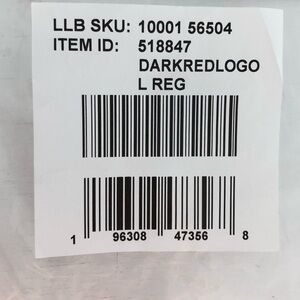 LLB SKU: 10001 56504
ITEM ID: 518847
DARKREDLOGO
L REG
1 96308 47356 8